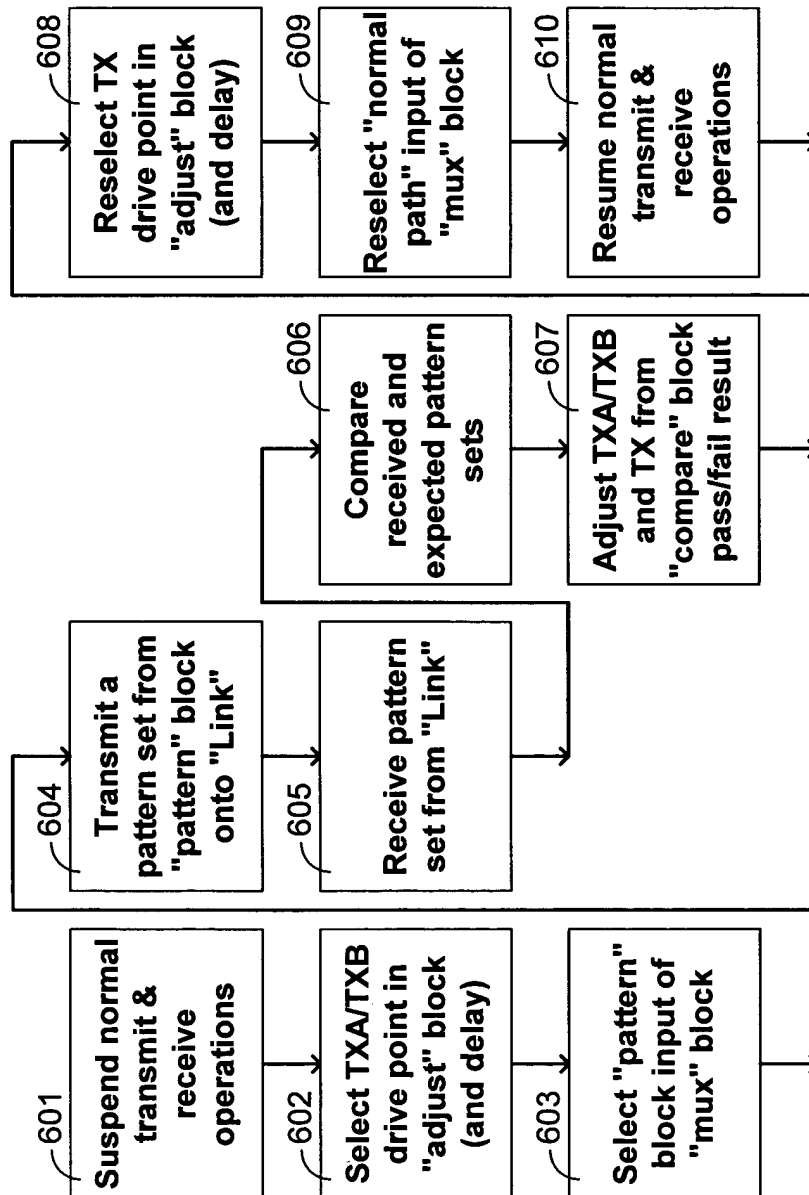 601
Suspend normal
transmit &
receive
operations
602
Select TXA/TXB
drive point in
"adjust" block
(and delay)
603
Select "pattern"
block input of
"mux" block
604
Transmit a
pattern set from
"pattern" block
onto "Link"
605
Receive pattern
set from "Link"
606
Compare
received and
expected pattern
sets
607
Adjust TXA/TXB
and TX from
"compare" block
pass/fail result
608
Reselect TX
drive point in
"adjust" block
(and delay)
609
Reselect "normal
path" input of
"mux" block
610
Resume normal
transmit &
receive
operations